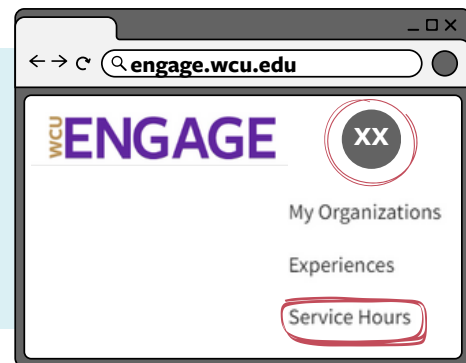 engage.wcu.edu
WCU ENGAGE
XX
My Organizations
Experiences
Service Hours